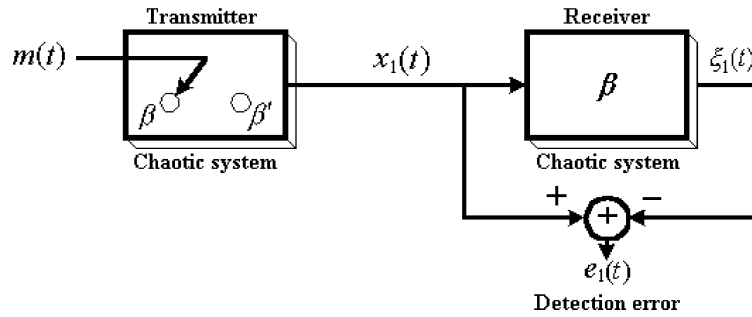 Transmitter
Receiver
m(t)
x₁(t)
ξ₁(t)
β
β'
β
Chaotic system
Chaotic system
+
+
−
e₁(t)
Detection error